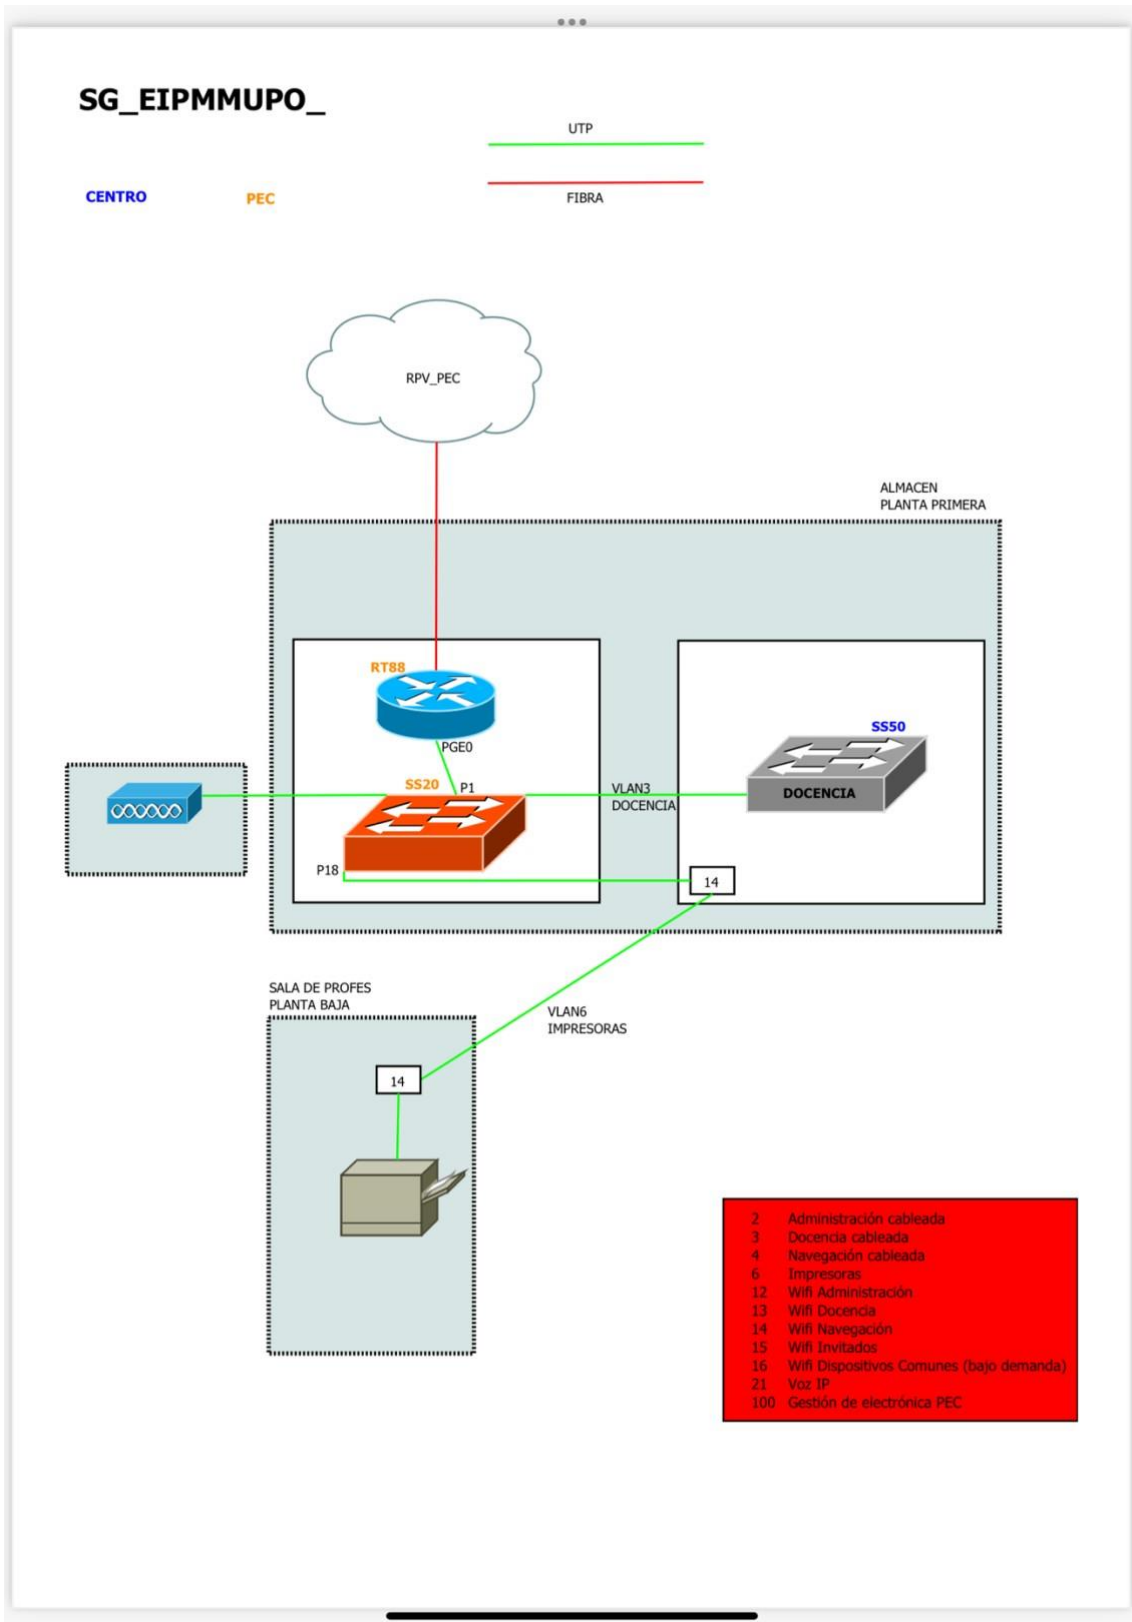 SG_EIPMMUPO_
UTP
CENTRO
PEC
FIBRA
RPV_PEC
ALMACEN
PLANTA PRIMERA
RT88
PGE0
SS50
SS20
P1
VLAN3
DOCENCIA
DOCENCIA
P18
14
SALA DE PROFES
PLANTA BAJA
VLAN6
IMPRESORAS
14
2 Administración cableada
3 Docencia cableada
4 Navegación cableada
6 Impresoras
12 Wifi Administración
13 Wifi Docencia
14 Wifi Navegación
15 Wifi Invitados
16 Wifi Dispositivos Comunes (bajo demanda)
21 Voz IP
100 Gestión de electrónica PEC